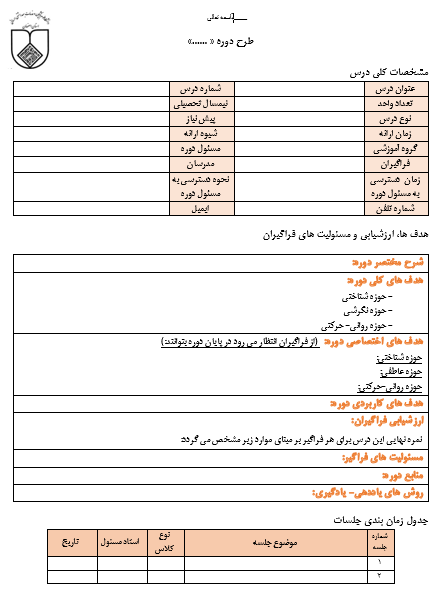 بسمه تعالی
طرح دوره « ...... »
مشخصات کلی درس
عنوان درس شماره درس
تعداد واحد نیمسال تحصیلی
نوع درس پیش نیاز
زمان ارائه شیوه ارائه
گروه آموزشی مسئول دوره
فراگیران مدرسان
زمان دسترسی به مسئول دوره نحوه دسترسی به مسئول دوره
شماره تلفن ایمیل
هدف ها، ارزشیابی و مسئولیت های فراگیران
شرح مختصر دوره:
هدف های کلی دوره:
- حوزه شناختی
- حوزه نگرشی
- حوزه روانی- حرکتی
هدف های اختصاصی دوره: (از فراگیران انتظار می رود در پایان دوره بتوانند:)
حوزه شناختی:
حوزه عاطفی:
حوزه روانی-حرکتی:
هدف های کاربردی دوره:
ارزشیابی فراگیران:
نمره نهایی این درس برای هر فراگیر بر مبنای موارد زیر مشخص می گردد
مسئولیت های فراگیر:
منابع دوره:
روش های یاددهی- یادگیری:
جدول زمان بندی جلسات
شماره جلسه موضوع جلسه نوع کلاس استاد مسئول تاریخ
۱
۲